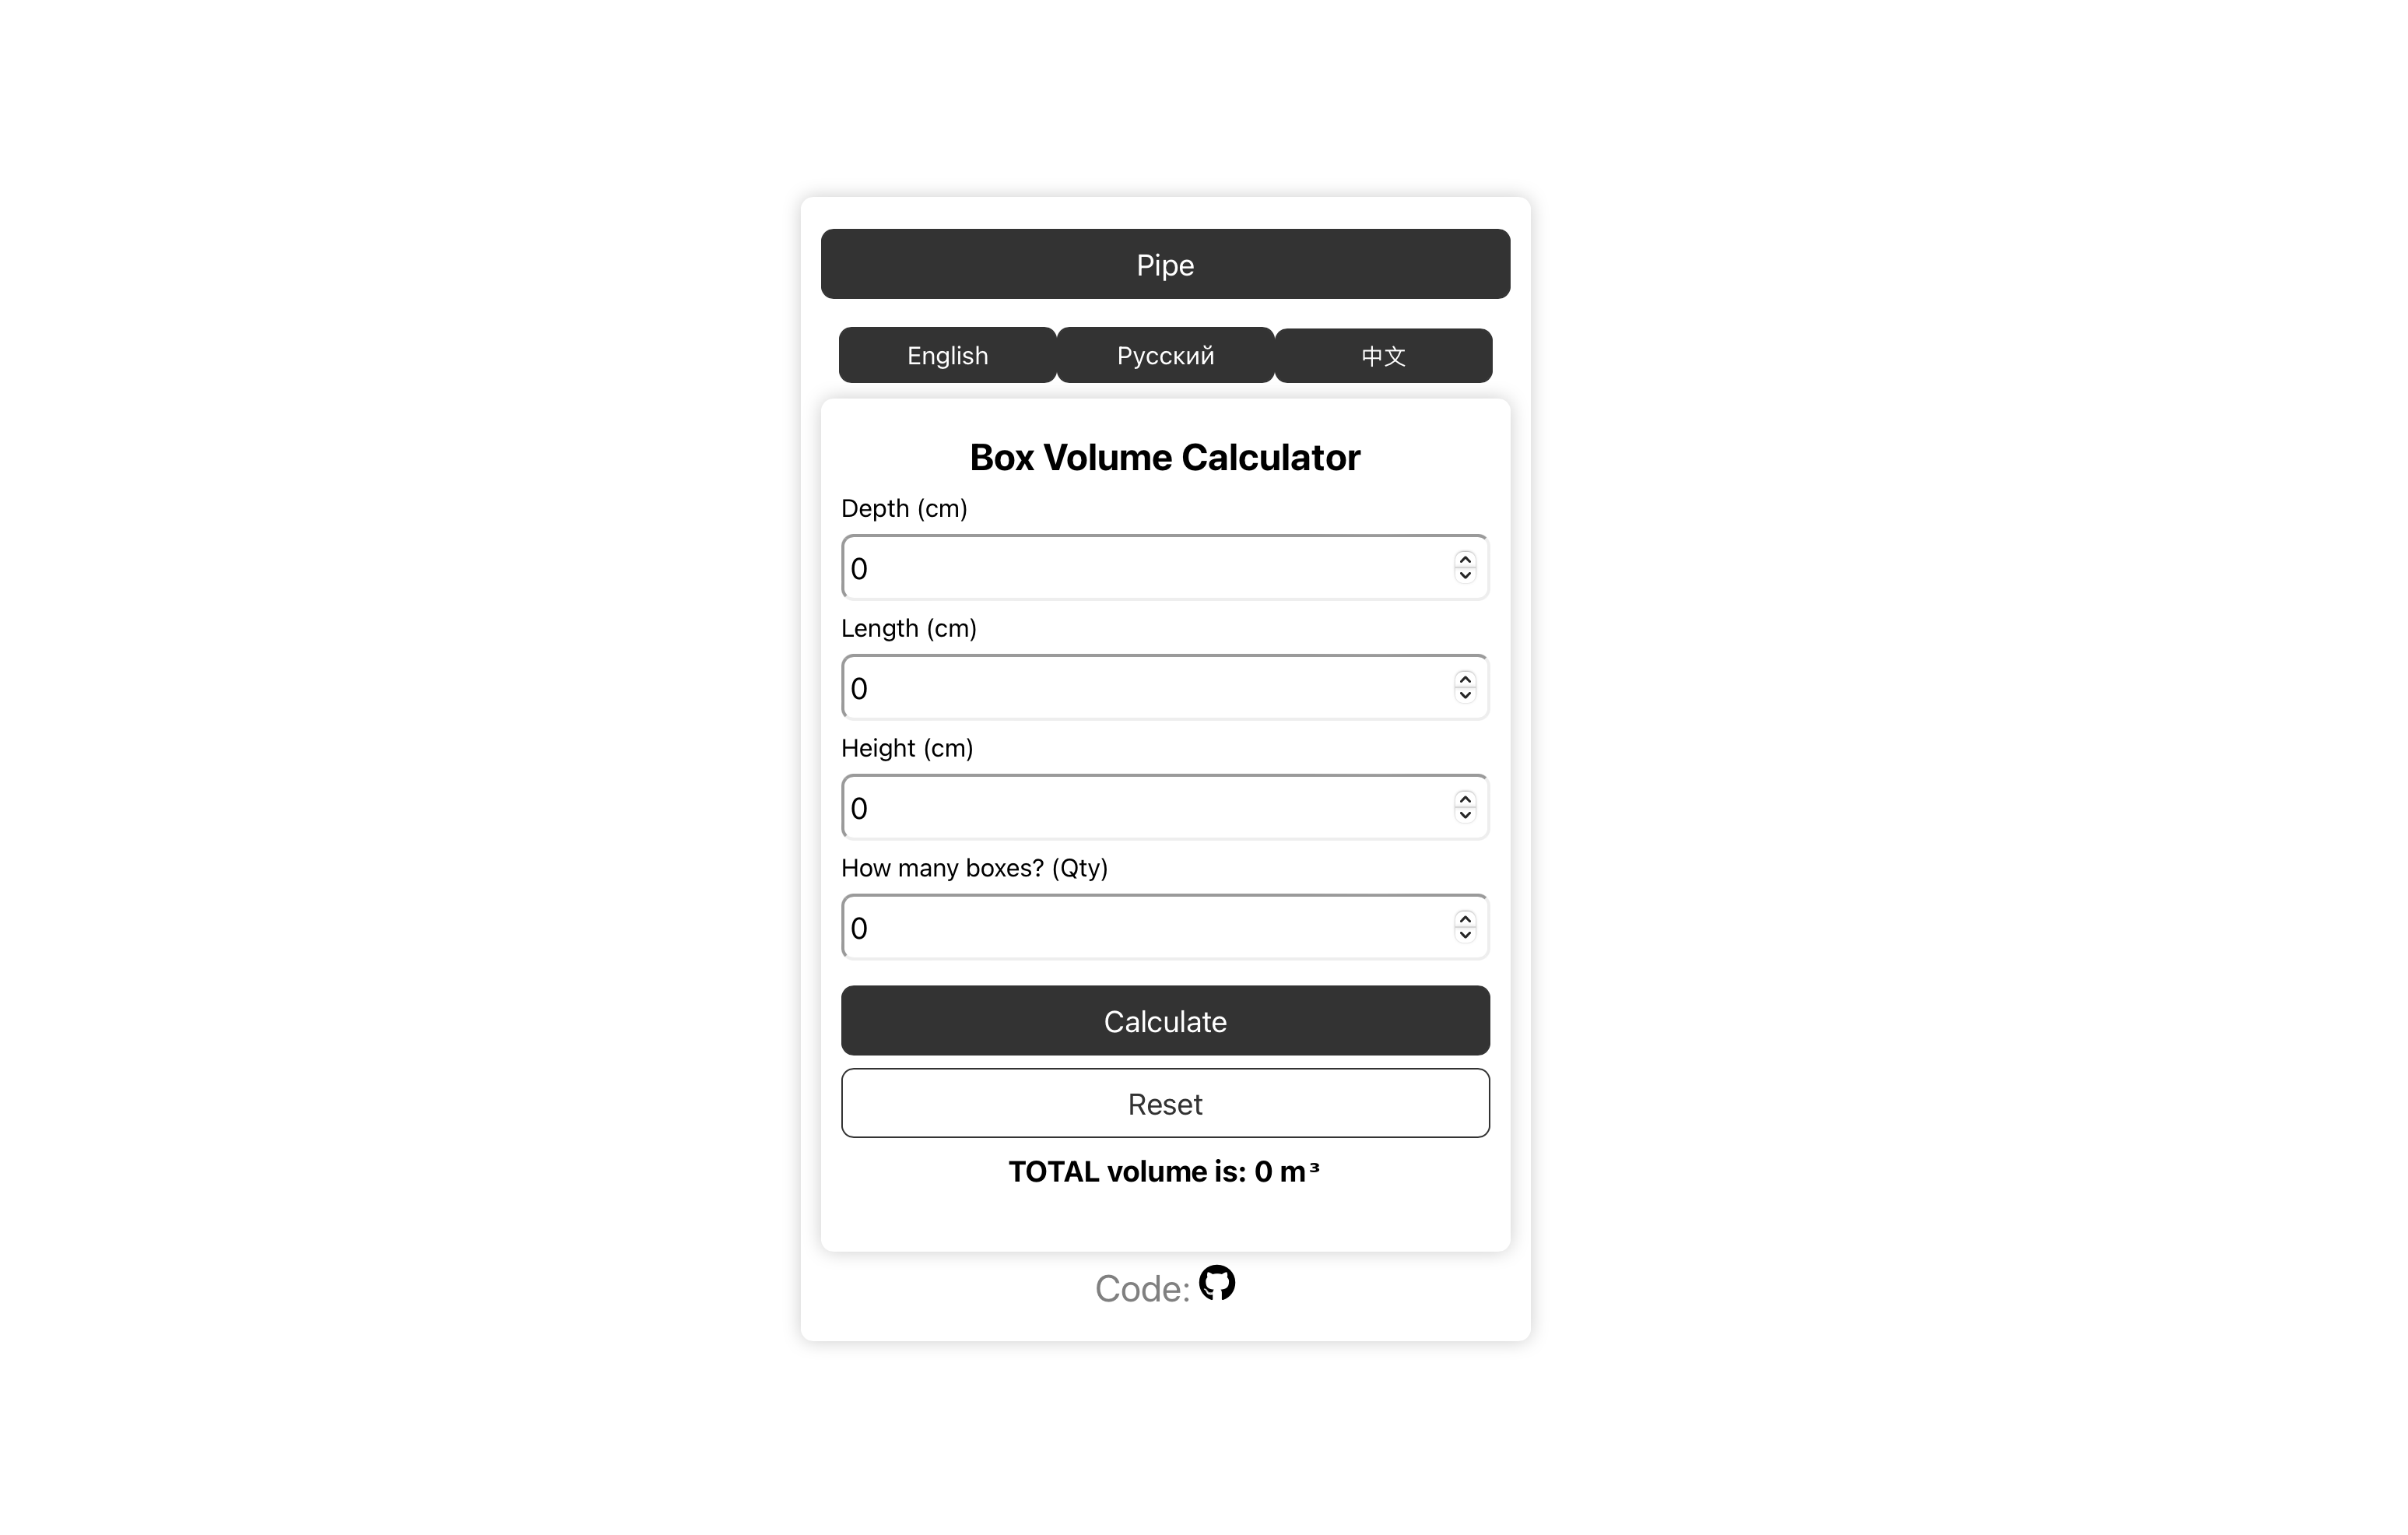 Pipe
English Русский 中文
Box Volume Calculator
Depth (cm)
0
Length (cm)
0
Height (cm)
0
How many boxes? (Qty)
0
Calculate
Reset
TOTAL volume is: 0 m³
Code: